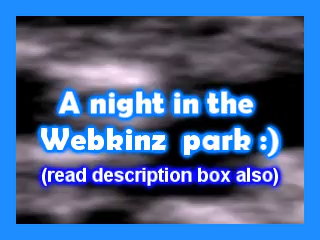 A night in the
Webkinz park :)
(read description box also)